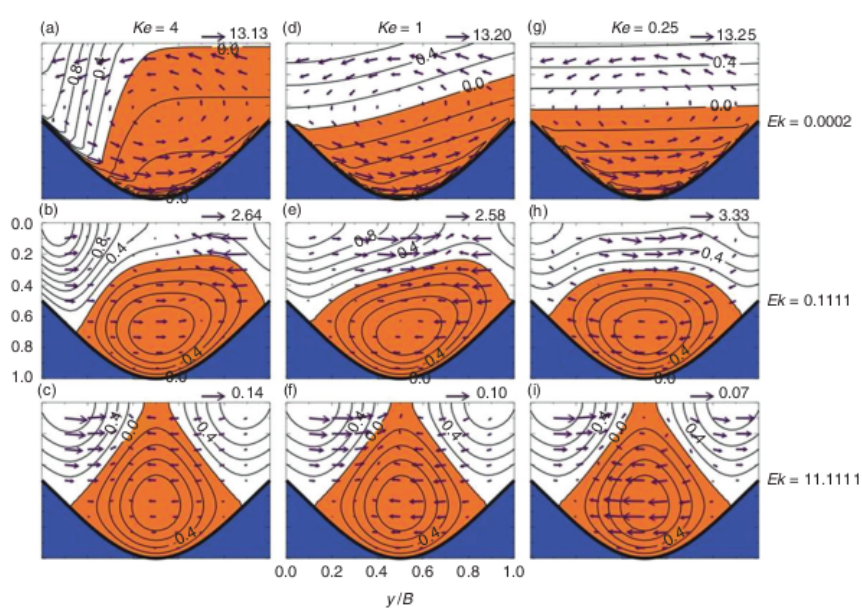 (a) Ke = 4 13.13 (d) Ke = 1 13.20 (g) Ke = 0.25 13.25
0.8 0.4 0.0 0.0 0.4 0.0 0.4 0.0 Ek = 0.0002
(b) 2.64 (e) 2.58 (h) 3.33
0.0
0.2
0.4
0.6
0.8
1.0
0.8 0.4 -0.4 0.0 0.8 0.4 -0.4 0.0 0.4 -0.4 0.0 Ek = 0.1111
(c) 0.14 (f) 0.10 (i) 0.07
0.4 0.0 0.4 -0.4 0.4 0.0 0.4 -0.4 0.4 0.0 0.4 -0.4 Ek = 11.1111
0.0 0.2 0.4 0.6 0.8 1.0
y/B